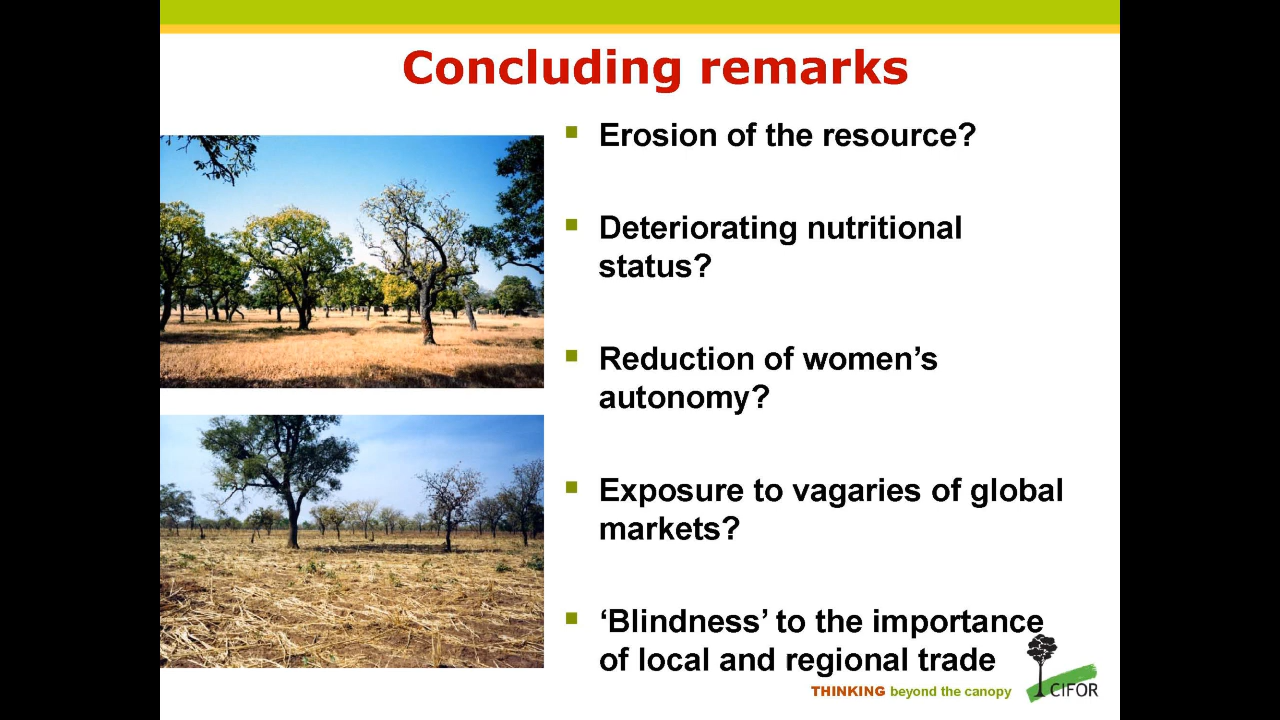 Concluding remarks
Erosion of the resource?
Deteriorating nutritional
status?
Reduction of women’s
autonomy?
Exposure to vagaries of global
markets?
‘Blindness’ to the importance
of local and regional trade
THINKING beyond the canopy
CIFOR